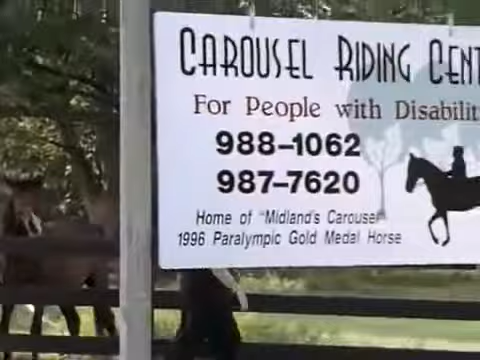 CAROUSEL RIDING CENT
For People with Disabilit
988-1062
987-7620
Home of "Midland's Carousel"
1996 Paralympic Gold Medal Horse